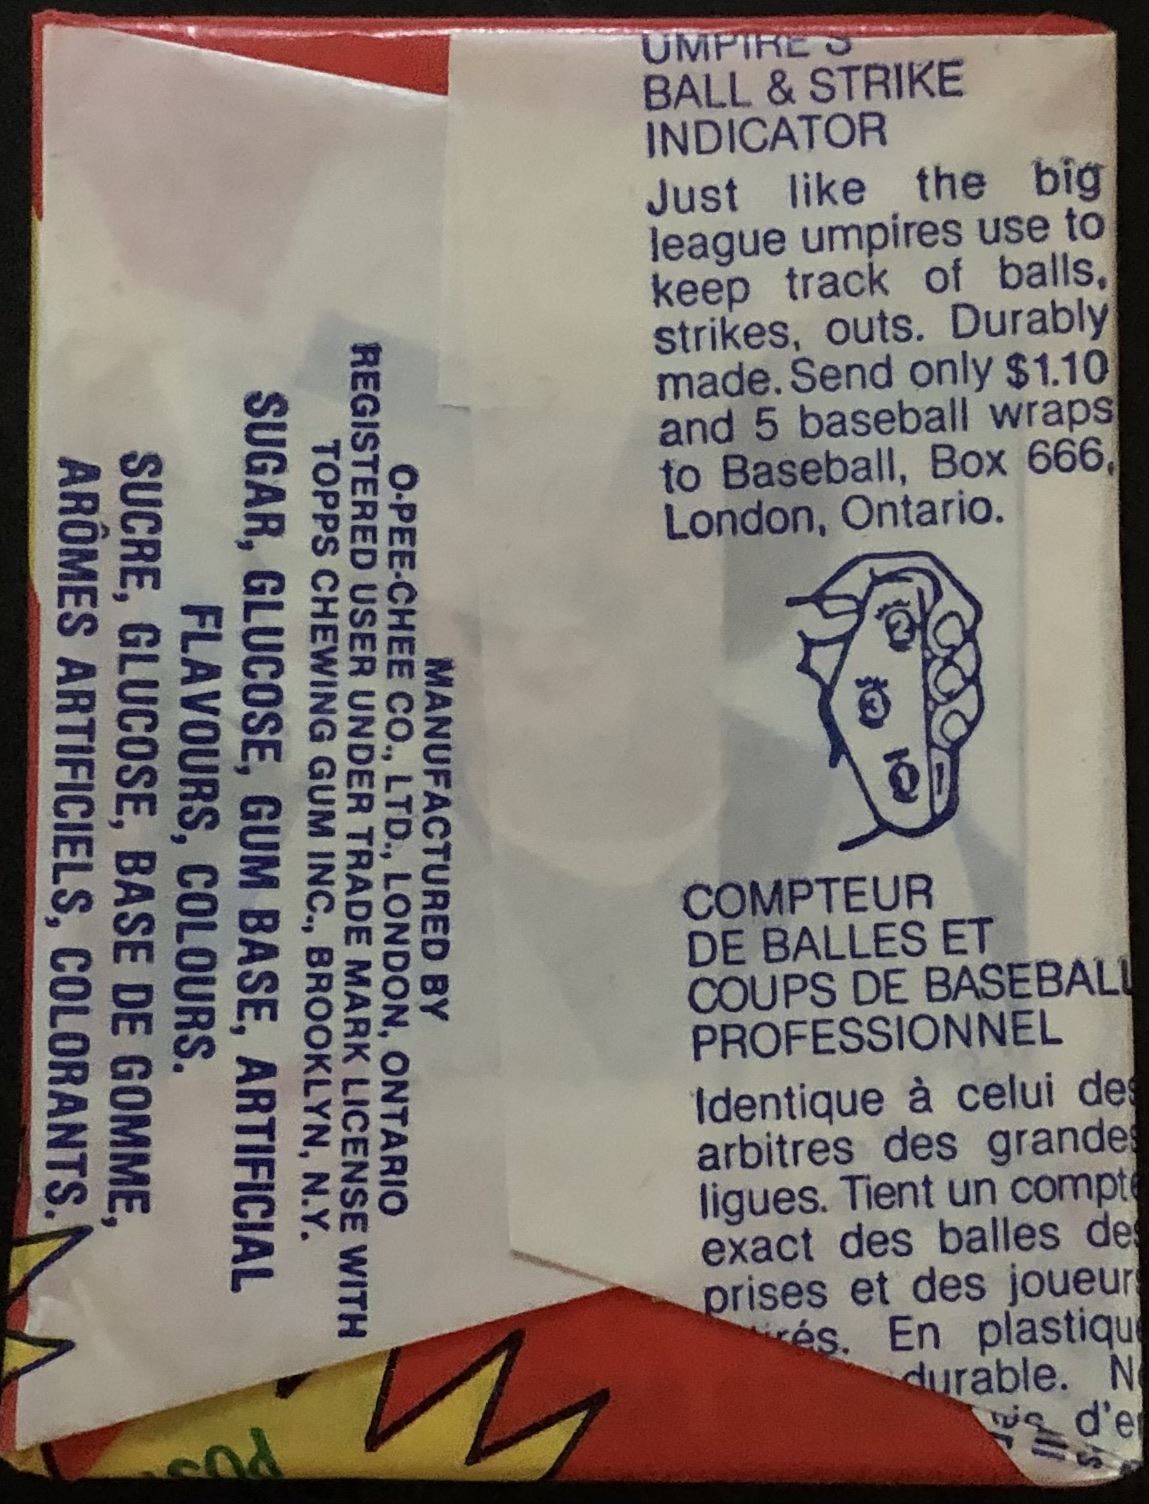 UMPIRE'S
BALL & STRIKE
INDICATOR
Just like the big
league umpires use to
keep track of balls,
strikes, outs. Durably
made. Send only $1.10
and 5 baseball wraps
to Baseball, Box 666,
London, Ontario.
COMPTEUR
DE BALLES ET
COUPS DE BASEBALL
PROFESSIONNEL
Identique à celui des
arbitres des grandes
ligues. Tient un compte
exact des balles des
prises et des joueurs
En plastique
durable.
MANUFACTURED BY
O-PEE-CHEE CO., LTD., LONDON, ONTARIO
REGISTERED USER UNDER TRADE MARK LICENSE WITH
TOPPS CHEWING GUM INC., BROOKLYN, N.Y.
SUGAR, GLUCOSE, GUM BASE, ARTIFICIAL
FLAVOURS, COLOURS.
SUCRE, GLUCOSE, BASE DE GOMME,
ARÔMES ARTIFICIELS, COLORANTS.